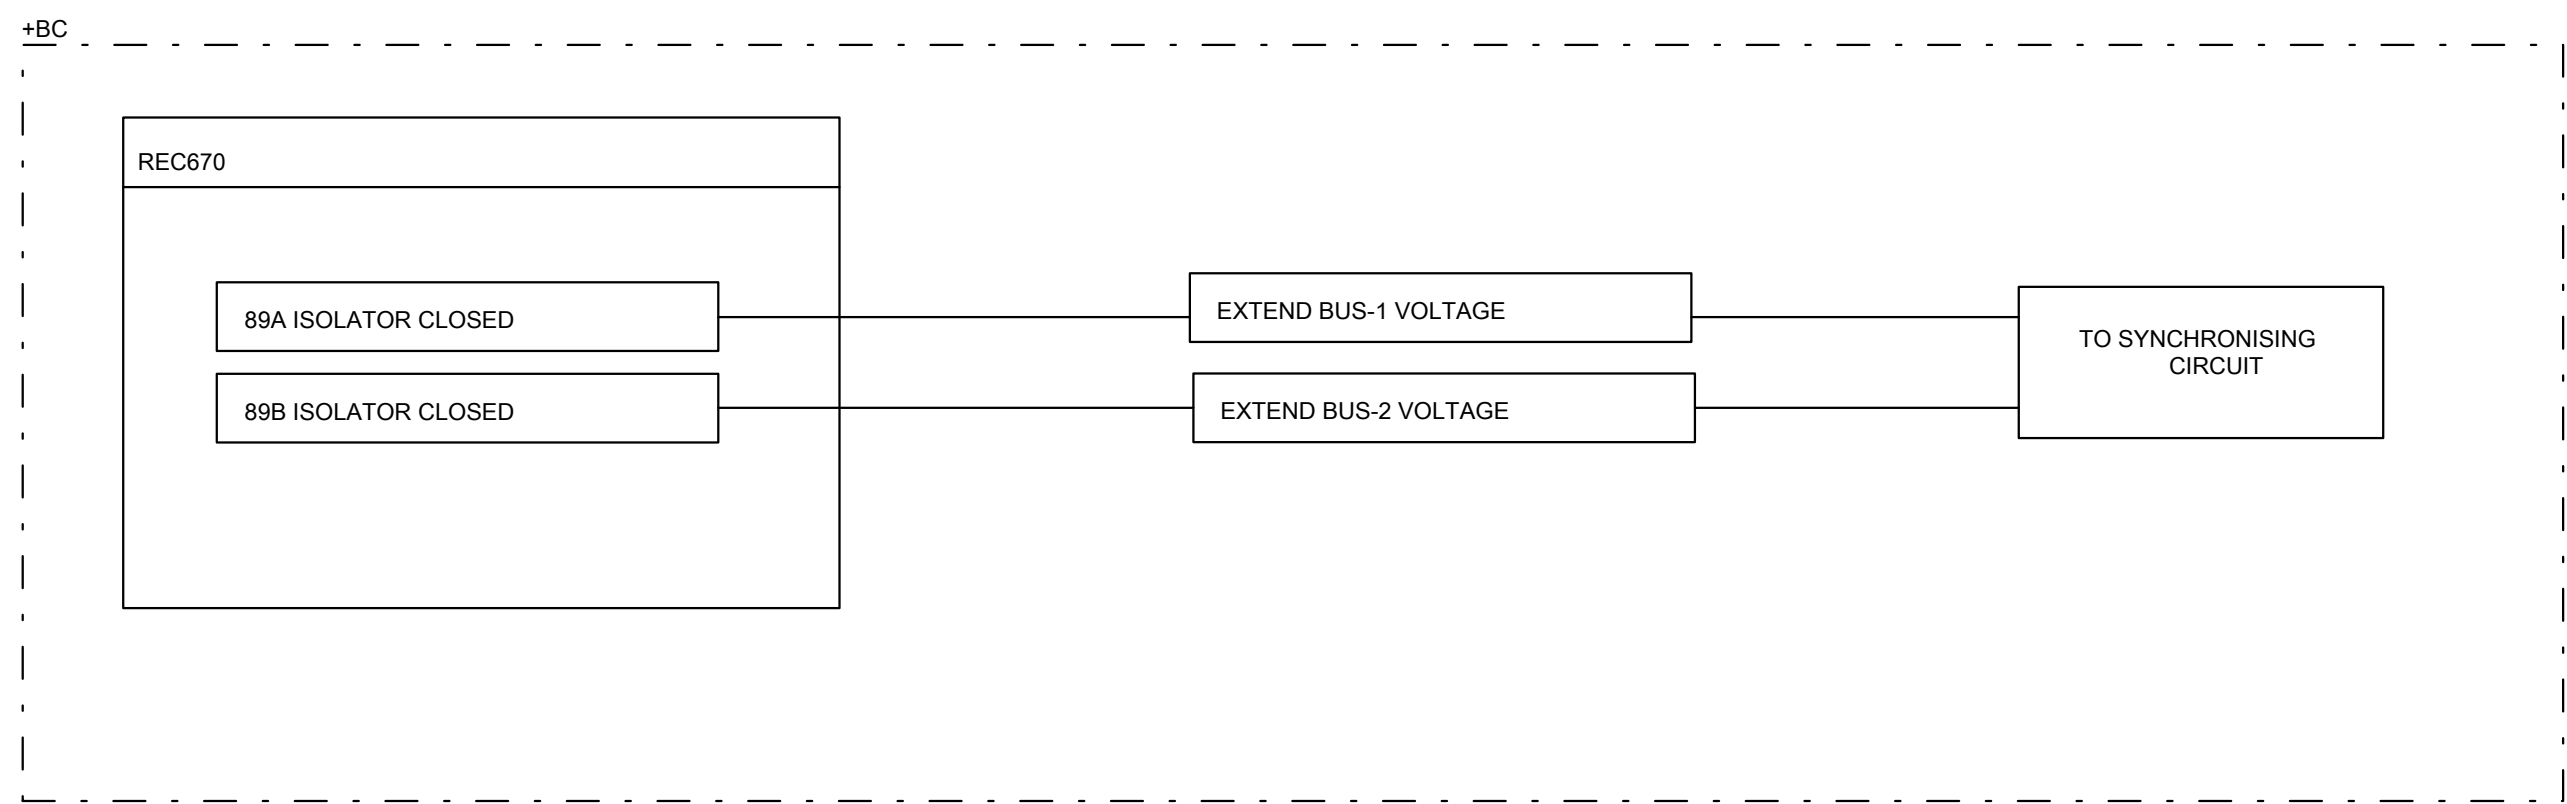 +BC
REC670
89A ISOLATOR CLOSED
EXTEND BUS-1 VOLTAGE
TO SYNCHRONISING
CIRCUIT
89B ISOLATOR CLOSED
EXTEND BUS-2 VOLTAGE